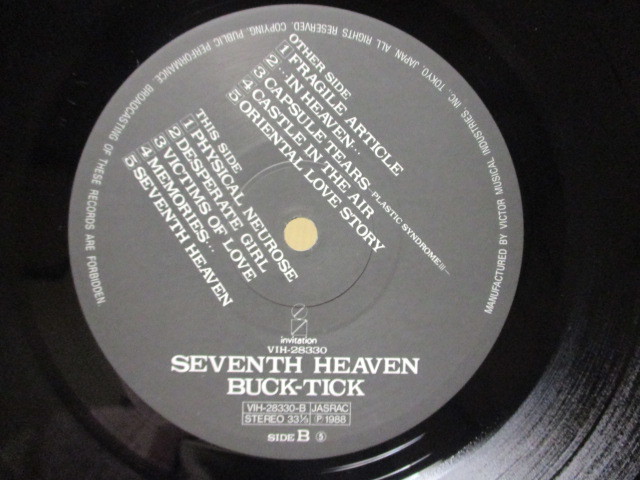 MANUFACTURED BY VICTOR MUSICAL INDUSTRIES, INC., TOKYO, JAPAN. ALL RIGHTS RESERVED. COPYING, PUBLIC PERFORMANCE, BROADCASTING OF THESE RECORDS ARE FORBIDDEN.
OTHER SIDE
1 FRAGILE ARTICLE
2 …IN HEAVEN…
3 CAPSULE TEARS–PLASTIC SYNDROME III–
4 CASTLE IN THE AIR
5 ORIENTAL LOVE STORY
THIS SIDE
1 PHYSICAL NEUROSE
2 DESPERATE GIRL
3 VICTIMS OF LOVE
4 MEMORIES…
5 SEVENTH HEAVEN
invitation
VIH-28330
SEVENTH HEAVEN
BUCK-TICK
VIH-28330-B JASRAC
STEREO 33⅓ Ⓟ1988
SIDE B Ⓢ